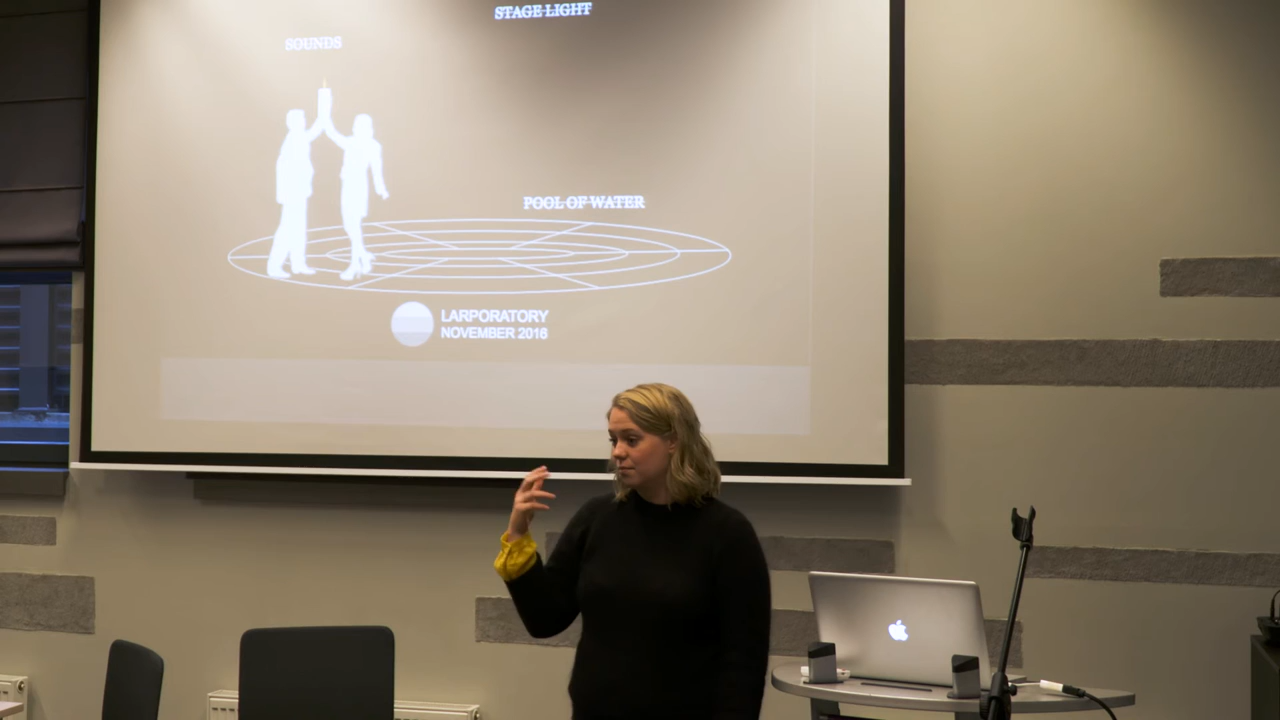 STAGE LIGHT
SOUNDS
POOL OF WATER
LARPORATORY
NOVEMBER 2016